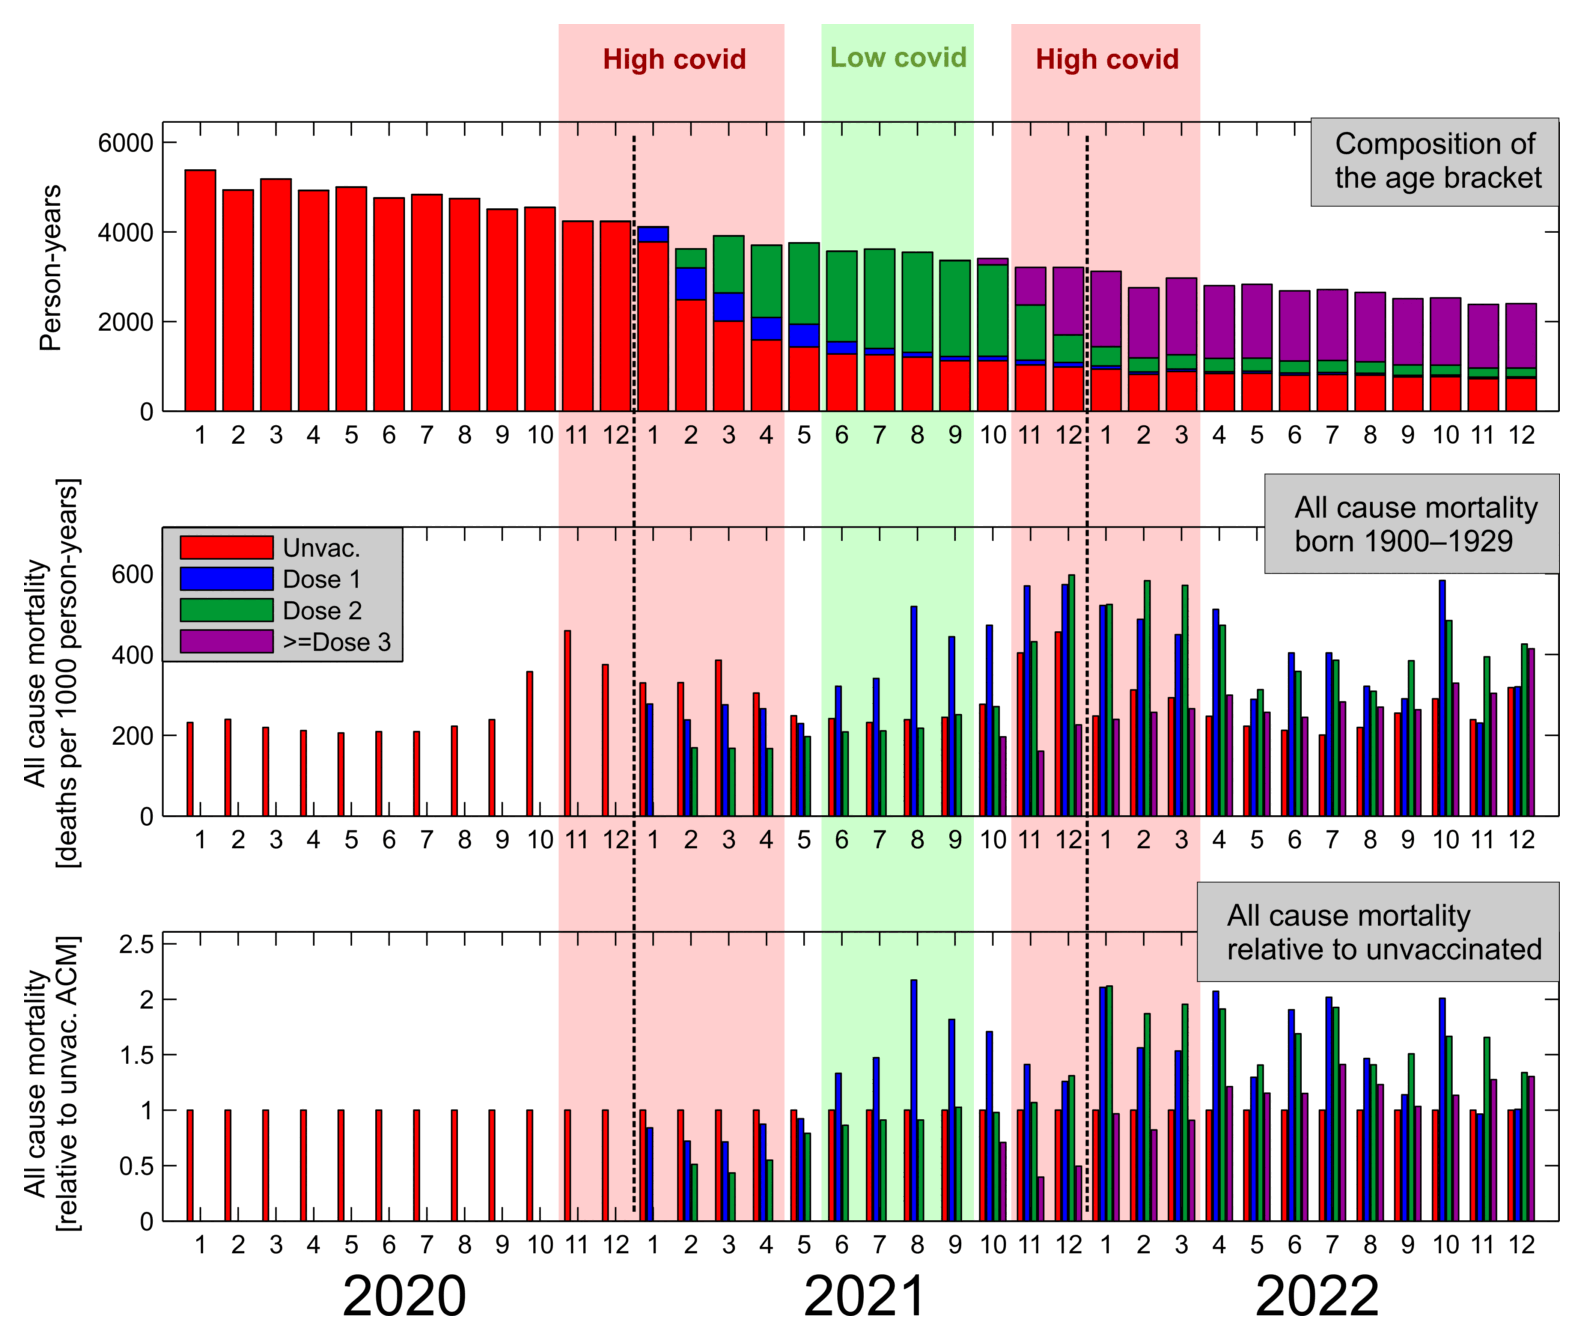 High covid
Low covid
High covid
Composition of
the age bracket
Person-years
6000
4000
2000
0
1 2 3 4 5 6 7 8 9 10 11 12 1 2 3 4 5 6 7 8 9 10 11 12 1 2 3 4 5 6 7 8 9 10 11 12
All cause mortality
born 1900–1929
All cause mortality
[deaths per 1000 person-years]
Unvac.
Dose 1
Dose 2
>=Dose 3
600
400
200
0
1 2 3 4 5 6 7 8 9 10 11 12 1 2 3 4 5 6 7 8 9 10 11 12 1 2 3 4 5 6 7 8 9 10 11 12
All cause mortality
relative to unvaccinated
All cause mortality
[relative to unvac. ACM]
2.5
2
1.5
1
0.5
0
1 2 3 4 5 6 7 8 9 10 11 12 1 2 3 4 5 6 7 8 9 10 11 12 1 2 3 4 5 6 7 8 9 10 11 12
2020 2021 2022